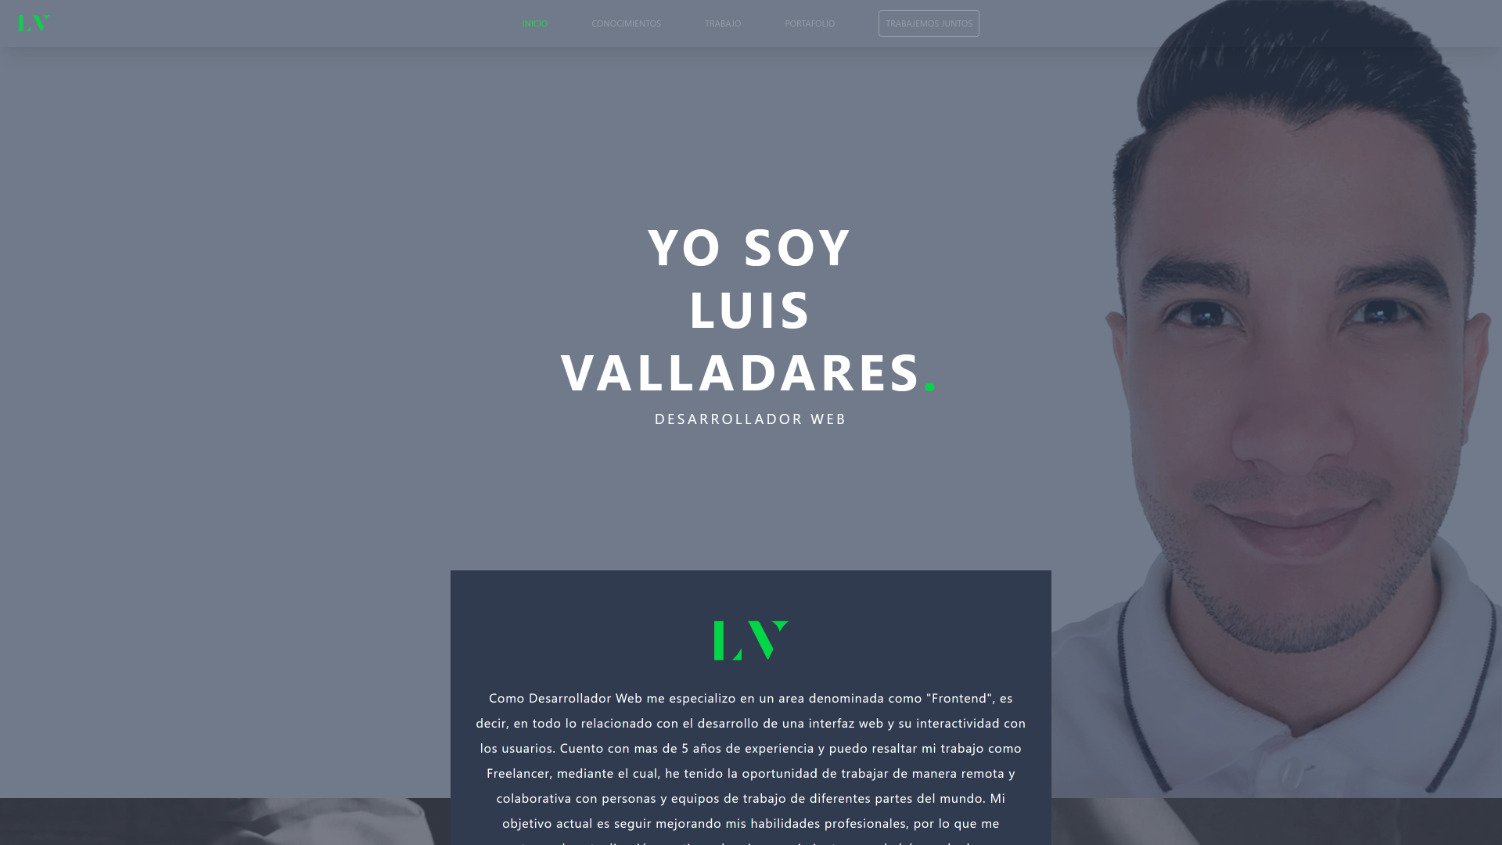 LV
INICIO
CONOCIMIENTOS
TRABAJO
PORTAFOLIO
TRABAJEMOS JUNTOS
YO SOY
LUIS
VALLADARES.
DESARROLLADOR WEB
LV
Como Desarrollador Web me especializo en un area denominada como "Frontend", es
decir, en todo lo relacionado con el desarrollo de una interfaz web y su interactividad con
los usuarios. Cuento con mas de 5 años de experiencia y puedo resaltar mi trabajo como
Freelancer, mediante el cual, he tenido la oportunidad de trabajar de manera remota y
colaborativa con personas y equipos de trabajo de diferentes partes del mundo. Mi
objetivo actual es seguir mejorando mis habilidades profesionales, por lo que me